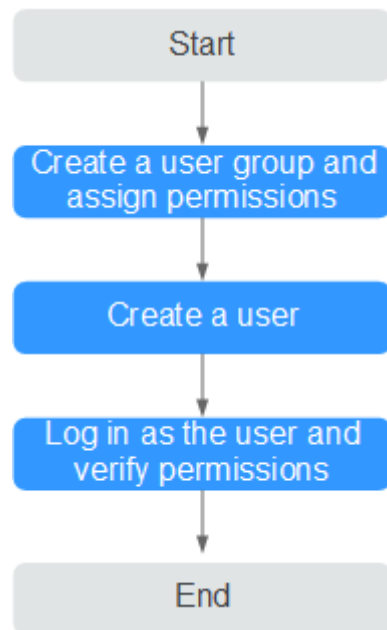 Start
Create a user group and
assign permissions
Create a user
Log in as the user and
verify permissions
End